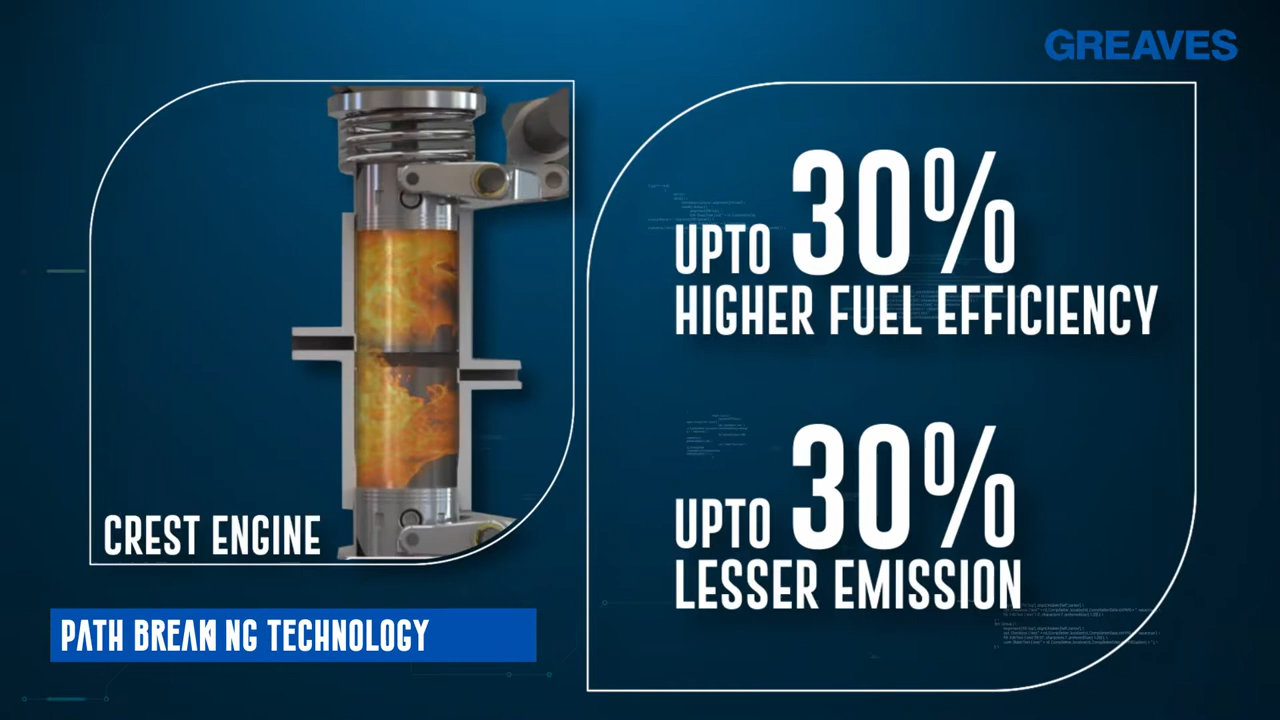 GREAVES
UPTO 30%
HIGHER FUEL EFFICIENCY
UPTO 30%
LESSER EMISSION
CREST ENGINE
PATH BREAK NG TECHNOLOGY